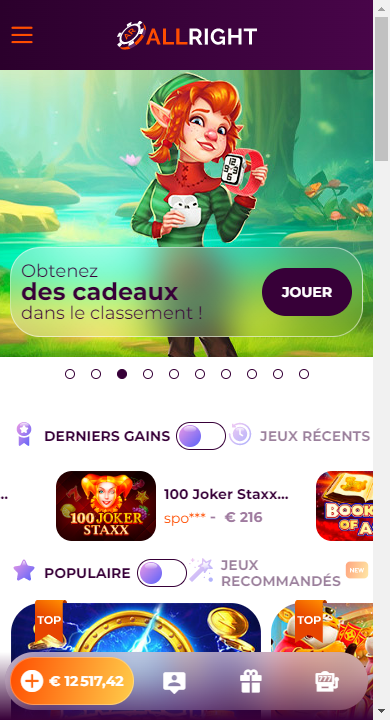 ALLRIGHT
Obtenez
des cadeaux
dans le classement !
JOUER
DERNIERS GAINS
JEUX RÉCENTS
100 Joker Staxx...
spo*** - € 216
100 JOKER
STAXX
BOOK
OF A
POPULAIRE
JEUX
RECOMMANDÉS
NEW
TOP
TOP
€ 12 517,42
777